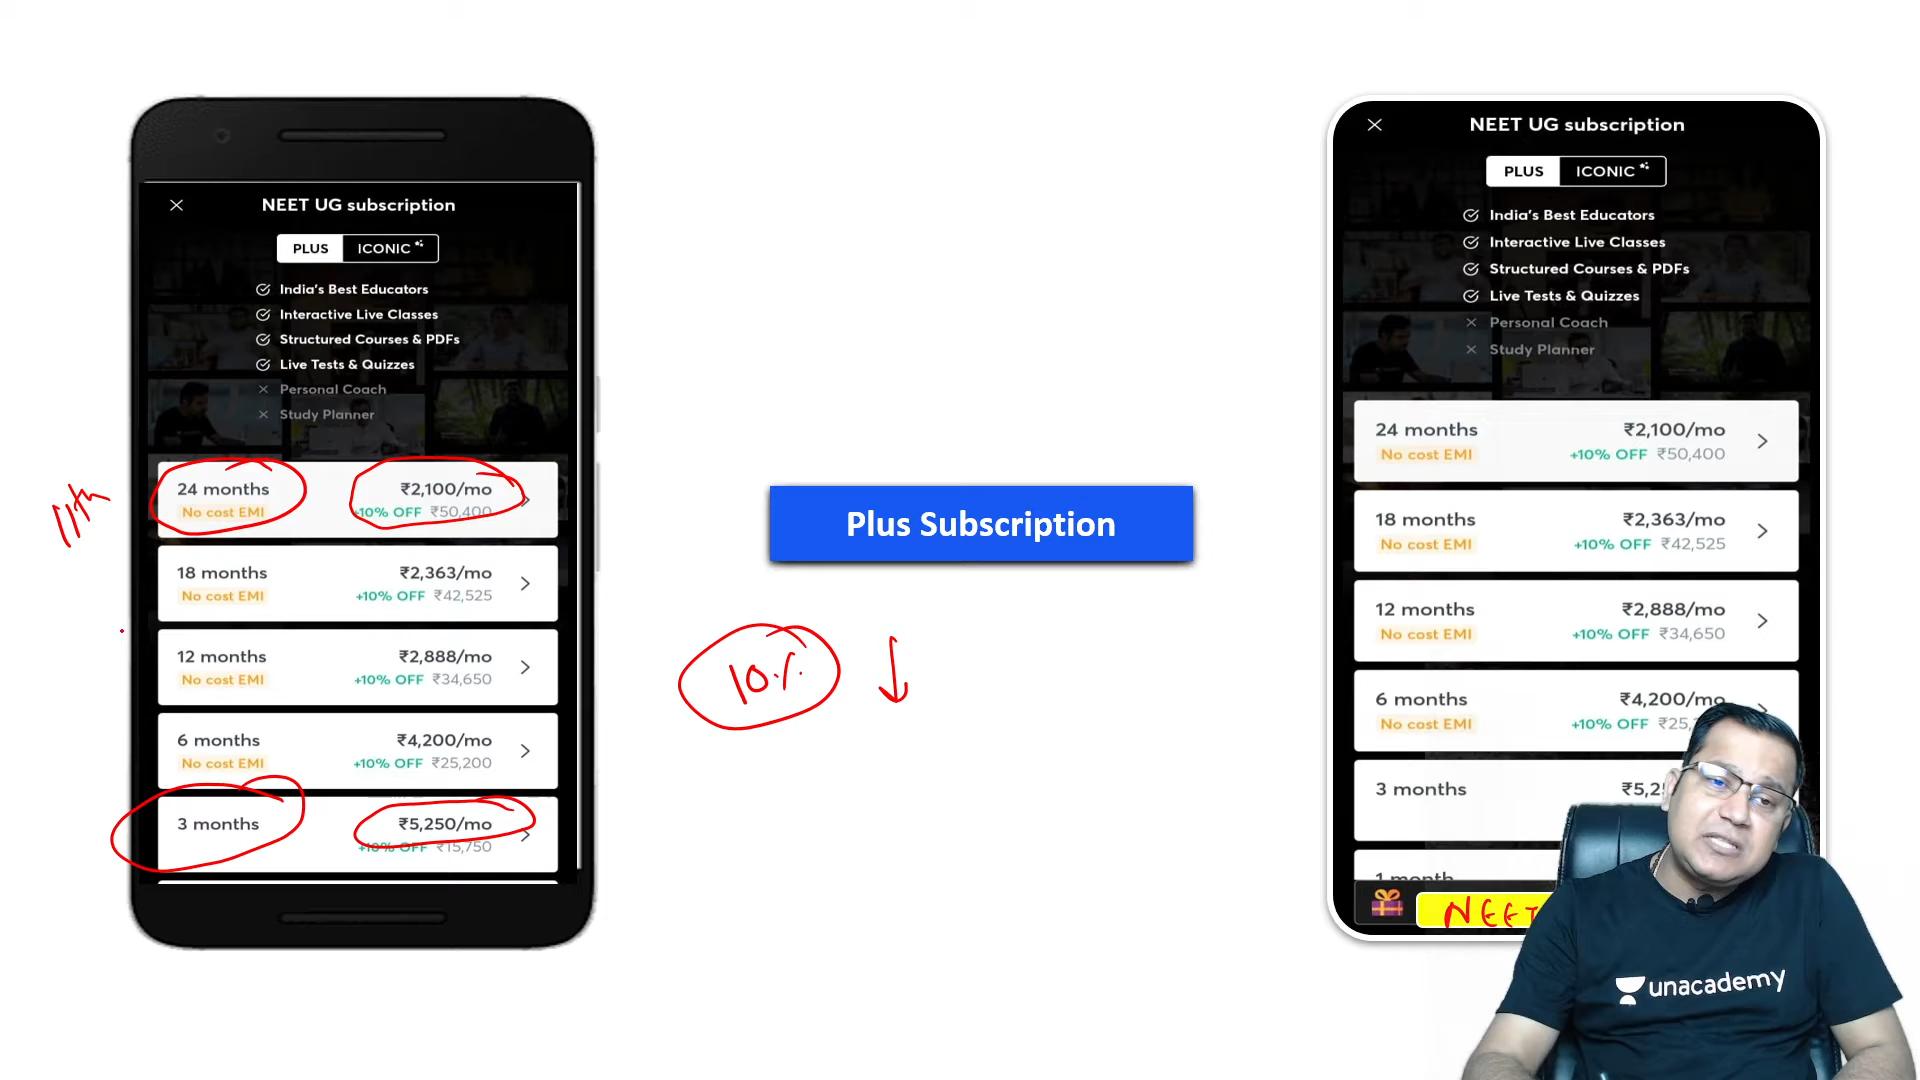 NEET UG subscription
PLUS ICONIC
India's Best Educators
Interactive Live Classes
Structured Courses & PDFs
Live Tests & Quizzes
Personal Coach
Study Planner
24 months ₹2,100/mo
No cost EMI +10% OFF ₹50,400
18 months ₹2,363/mo
No cost EMI +10% OFF ₹42,525
12 months ₹2,888/mo
No cost EMI +10% OFF ₹34,650
6 months ₹4,200/mo
No cost EMI +10% OFF ₹25,200
3 months ₹5,250/mo
+10% OFF ₹15,750
11th
Plus Subscription
10%
NEET UG subscription
PLUS ICONIC
India's Best Educators
Interactive Live Classes
Structured Courses & PDFs
Live Tests & Quizzes
Personal Coach
Study Planner
24 months ₹2,100/mo
No cost EMI +10% OFF ₹50,400
18 months ₹2,363/mo
No cost EMI +10% OFF ₹42,525
12 months ₹2,888/mo
No cost EMI +10% OFF ₹34,650
6 months ₹4,200/mo
No cost EMI +10% OFF
3 months
1 month
NEET
unacademy